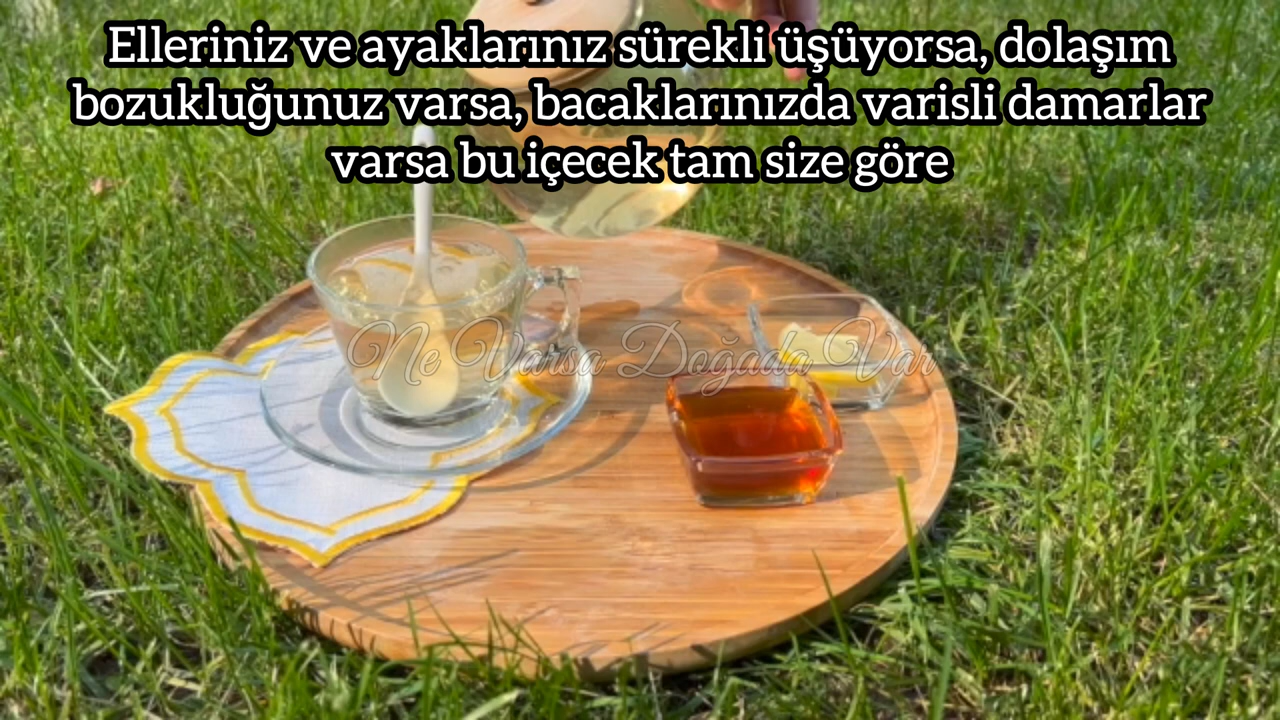 Elleriniz ve ayaklarınız sürekli üşüyorsa, dolaşım
bozukluğunuz varsa, bacaklarınızda varisli damarlar
varsa bu içecek tam size göre
Ne Varsa Doğada Var